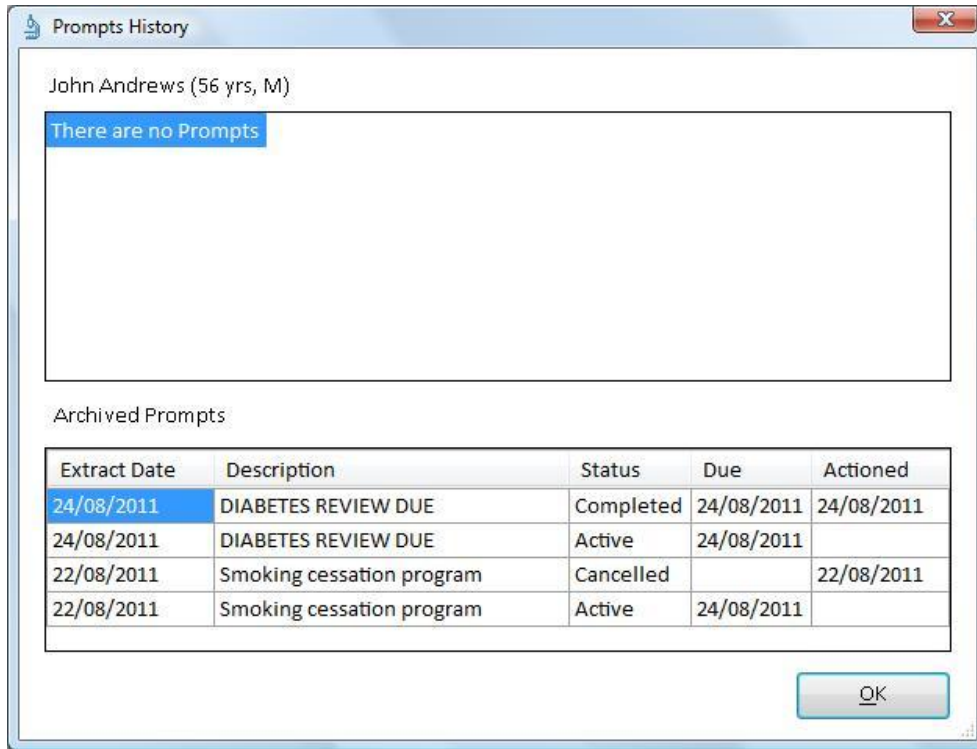 Prompts History
John Andrews (56 yrs, M)
There are no Prompts
Archived Prompts
Extract Date Description Status Due Actioned
24/08/2011 DIABETES REVIEW DUE Completed 24/08/2011 24/08/2011
24/08/2011 DIABETES REVIEW DUE Active 24/08/2011
22/08/2011 Smoking cessation program Cancelled 22/08/2011
22/08/2011 Smoking cessation program Active 24/08/2011
OK